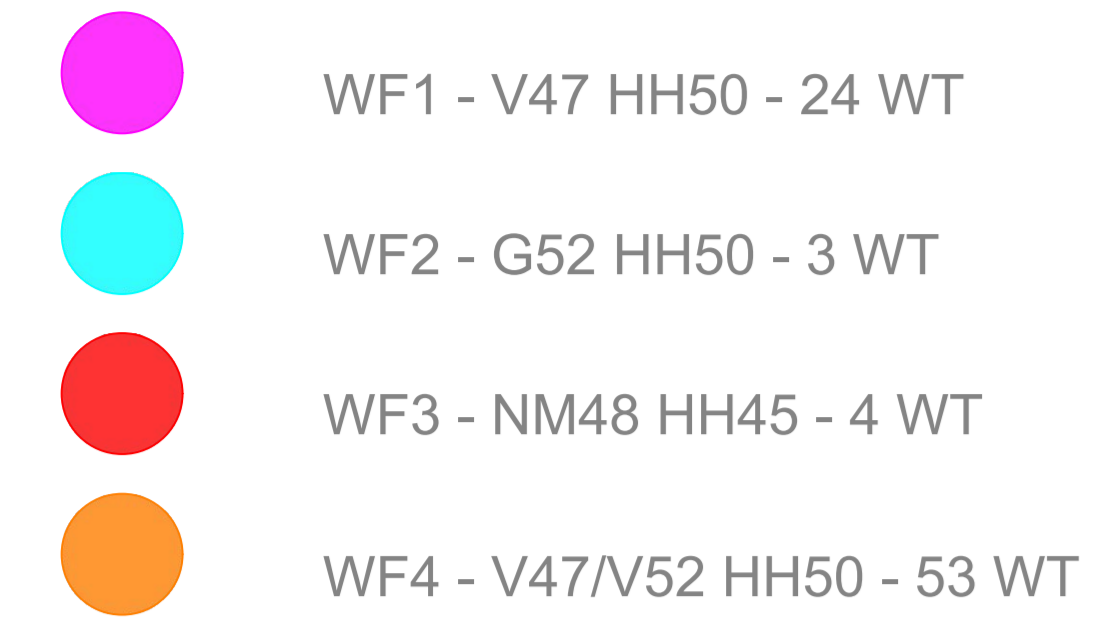 WF1 - V47 HH50 - 24 WT
WF2 - G52 HH50 - 3 WT
WF3 - NM48 HH45 - 4 WT
WF4 - V47/V52 HH50 - 53 WT